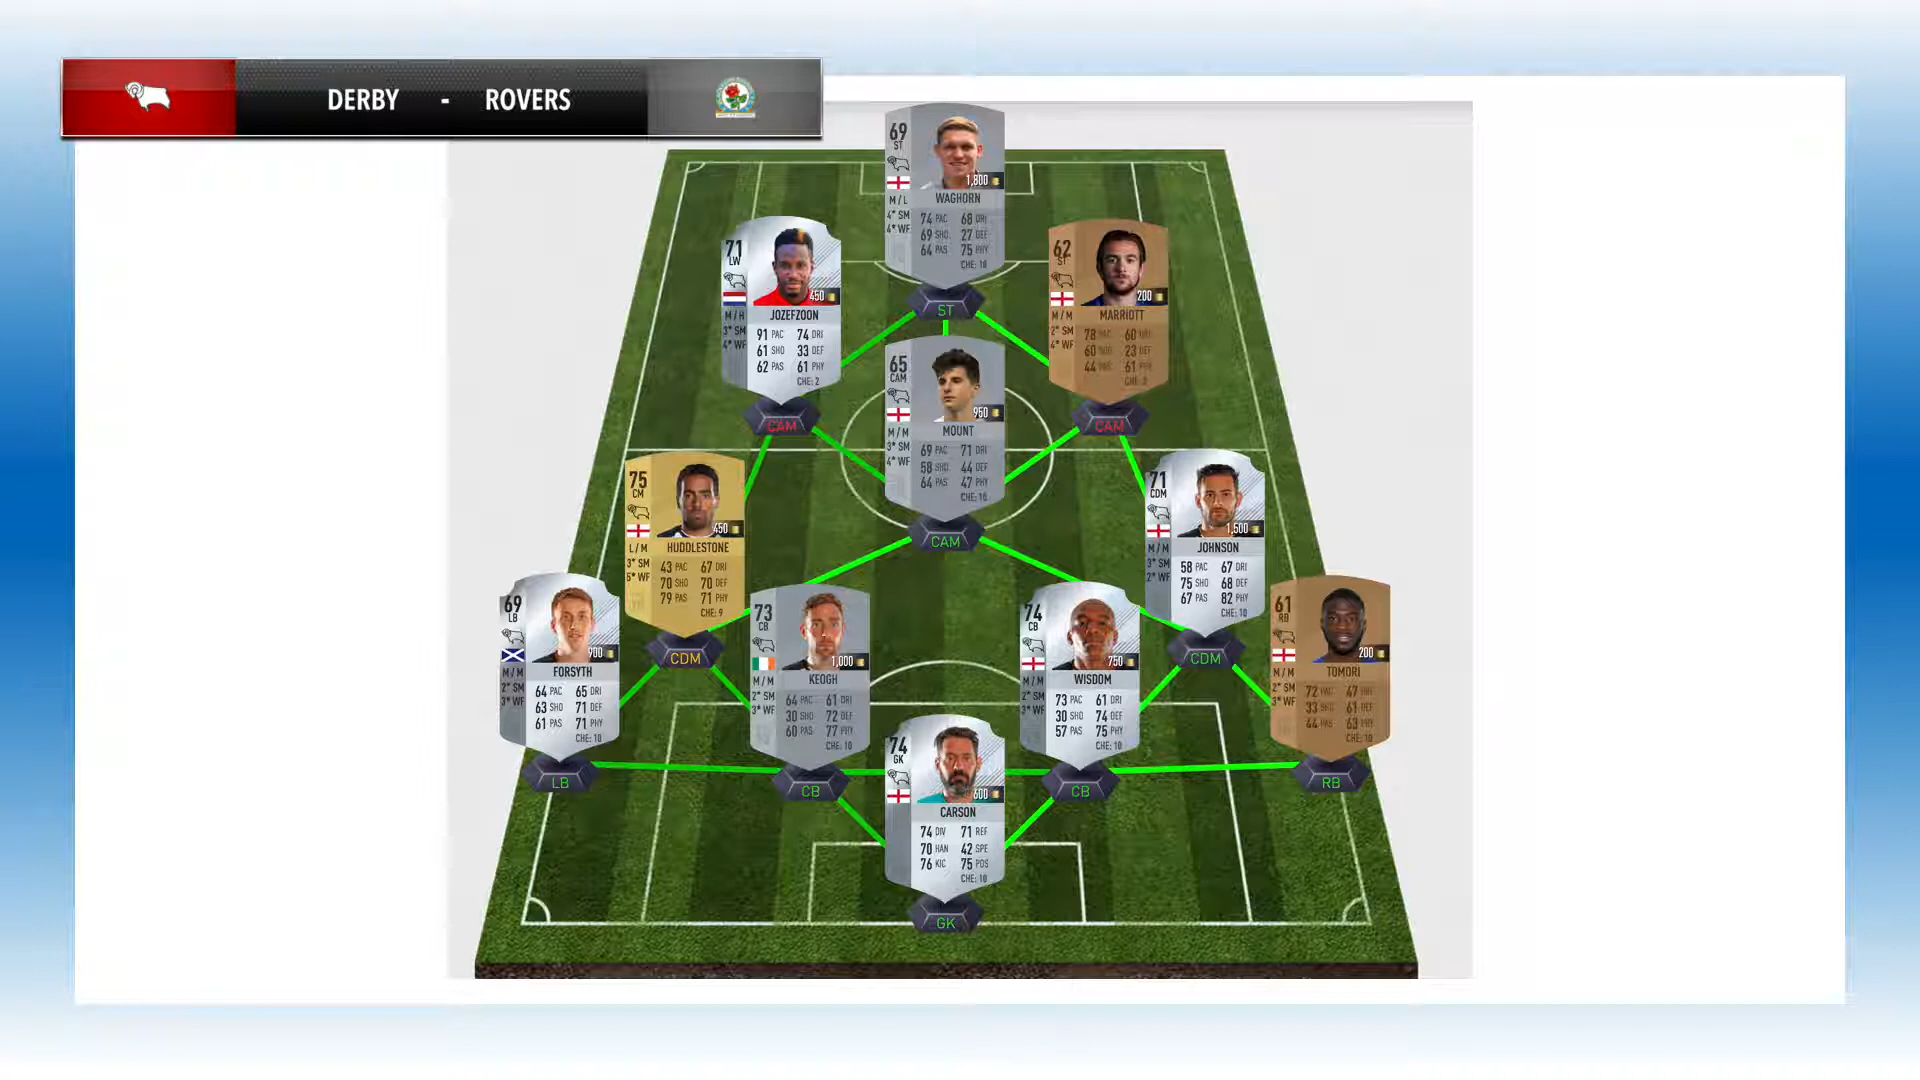 DERBY - ROVERS
69
ST
1,800
WAGHORN
M / L
4* SM
4* WF
74 PAC 68 DRI
69 SHO 27 DEF
64 PAS 75 PHY
CHE: 10
ST
71
LW
450
JOZEFZOON
M / H
3* SM
4* WF
91 PAC 74 DRI
61 SHO 33 DEF
62 PAS 61 PHY
CHE: 2
CAM
62
ST
200
MARRIOTT
M / M
2* SM
4* WF
78 PAC 60 DRI
60 SHO 23 DEF
44 PAS 61 PHY
CAM
65
CAM
950
MOUNT
M / M
3* SM
4* WF
69 PAC 71 DRI
58 SHO 44 DEF
64 PAS 47 PHY
CHE: 10
CAM
75
CM
450
HUDDLESTONE
L / M
3* SM
5* WF
43 PAC 67 DRI
70 SHO 70 DEF
79 PAS 71 PHY
CHE: 9
CDM
71
CDM
1,500
JOHNSON
M / M
3* SM
2* WF
58 PAC 67 DRI
75 SHO 68 DEF
67 PAS 82 PHY
CHE: 10
CDM
69
LB
900
FORSYTH
M / M
2* SM
3* WF
64 PAC 65 DRI
63 SHO 71 DEF
61 PAS 71 PHY
CHE: 10
LB
73
CB
1,000
KEOGH
M / M
2* SM
3* WF
64 PAC 61 DRI
30 SHO 72 DEF
60 PAS 77 PHY
CHE: 10
CB
74
CB
750
WISDOM
M / M
2* SM
3* WF
73 PAC 61 DRI
30 SHO 74 DEF
57 PAS 75 PHY
CHE: 10
CB
61
RB
200
TOMORI
M / M
2* SM
3* WF
72 PAC 47 DRI
33 SHO 61 DEF
44 PAS 63 PHY
CHE: 10
RB
74
GK
600
CARSON
74 DIV 71 REF
70 HAN 42 SPE
76 KIC 75 POS
CHE: 10
GK